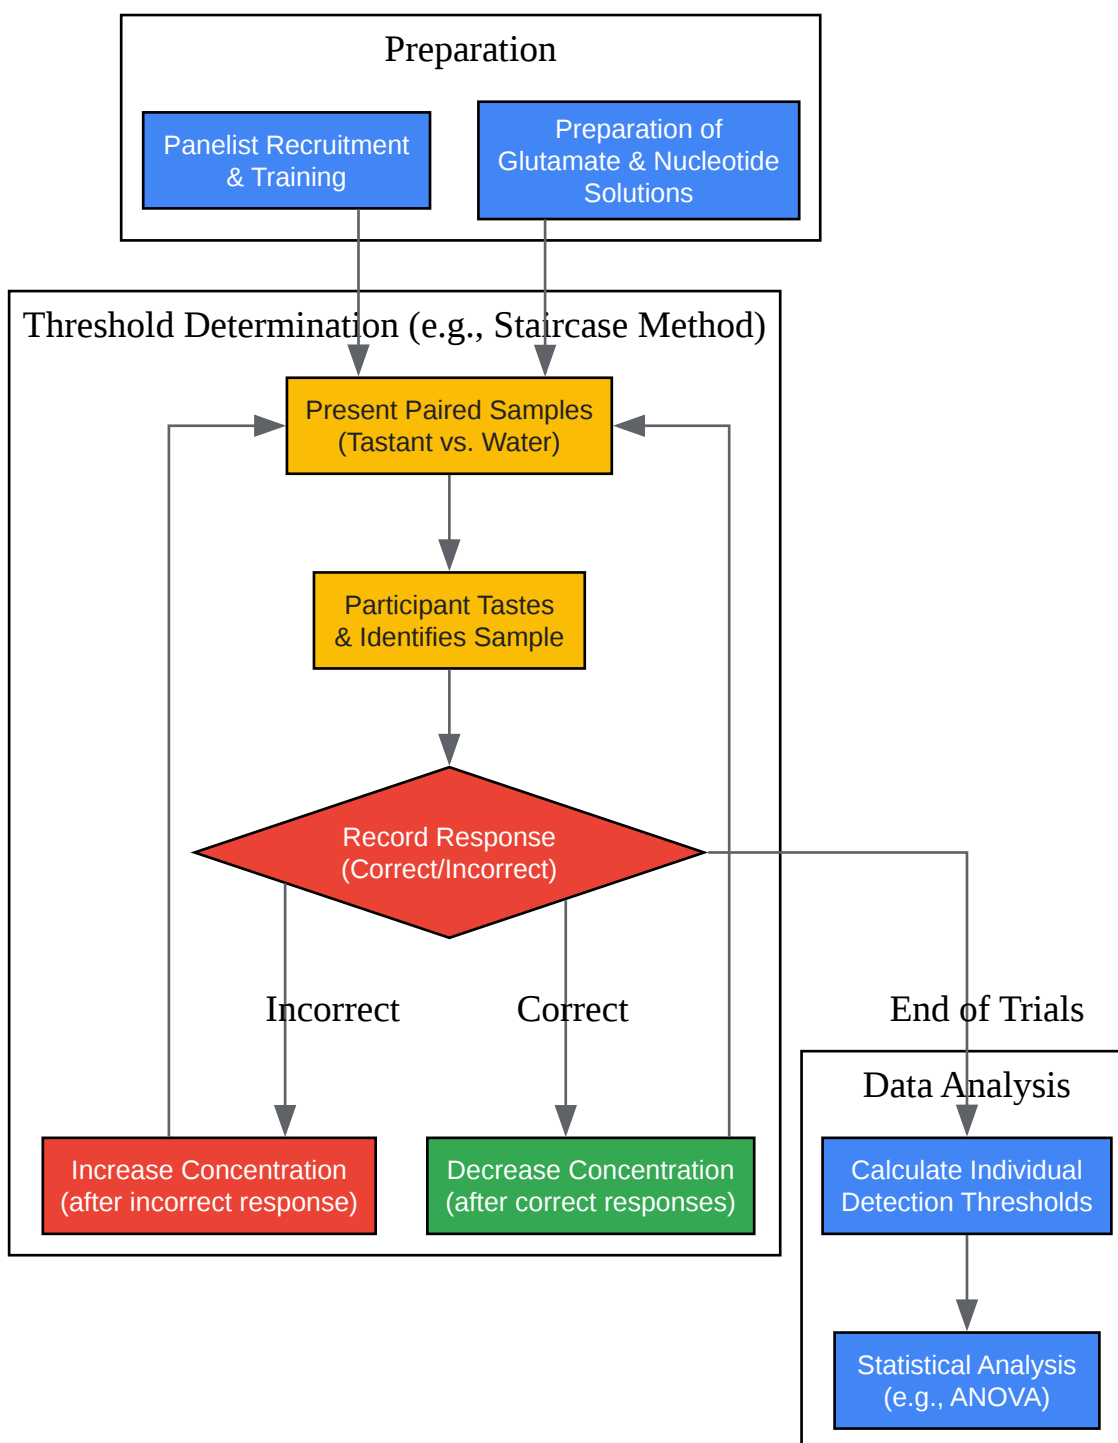 Preparation
Panelist Recruitment
& Training
Preparation of
Glutamate & Nucleotide
Solutions
Threshold Determination (e.g., Staircase Method)
Present Paired Samples
(Tastant vs. Water)
Participant Tastes
& Identifies Sample
Record Response
(Correct/Incorrect)
Incorrect
Correct
End of Trials
Data Analysis
Increase Concentration
(after incorrect response)
Decrease Concentration
(after correct responses)
Calculate Individual
Detection Thresholds
Statistical Analysis
(e.g., ANOVA)